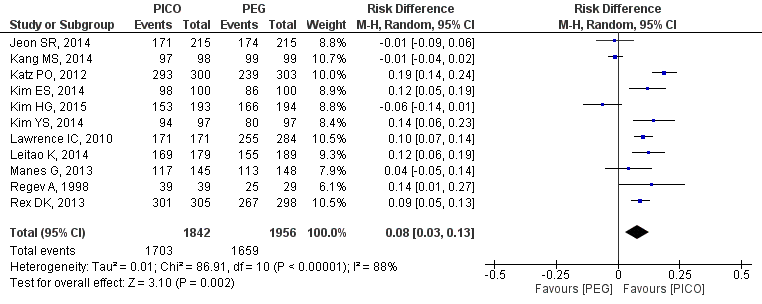 PICO PEG Risk Difference Risk Difference
Study or Subgroup Events Total Events Total Weight M-H, Random, 95% CI M-H, Random, 95% CI
Jeon SR, 2014 171 215 174 215 8.8% -0.01 [-0.09, 0.06]
Kang MS, 2014 97 98 99 99 10.7% -0.01 [-0.04, 0.02]
Katz PO, 2012 293 300 239 303 10.1% 0.19 [0.14, 0.24]
Kim ES, 2014 98 100 86 100 9.0% 0.12 [0.05, 0.19]
Kim HG, 2015 153 193 166 194 8.7% -0.06 [-0.14, 0.01]
Kim YS, 2014 94 97 80 97 8.5% 0.14 [0.06, 0.23]
Lawrence IC, 2010 171 171 255 284 10.6% 0.10 [0.07, 0.14]
Leitao K, 2014 169 179 155 189 9.3% 0.12 [0.06, 0.19]
Manes G, 2013 117 145 113 148 7.9% 0.04 [-0.05, 0.14]
Regev A, 1998 39 39 25 29 6.1% 0.14 [0.01, 0.27]
Rex DK, 2013 301 305 267 298 10.5% 0.09 [0.05, 0.13]
Total (95% CI) 1842 1956 100.0% 0.08 [0.03, 0.13]
Total events 1703 1659
Heterogeneity: Tau² = 0.01; Chi² = 86.91, df = 10 (P < 0.00001); I² = 88%
Test for overall effect: Z = 3.10 (P = 0.002)
-0.5 -0.25 0 0.25 0.5
Favours [PEG] Favours [PICO]